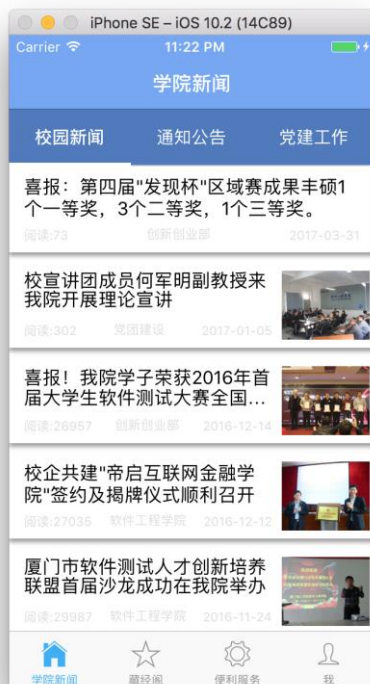 iPhone SE – iOS 10.2 (14C89)
Carrier 11:22 PM
学院新闻
校园新闻 通知公告 党建工作
喜报：第四届"发现杯"区域赛成果丰硕1
个一等奖，3个二等奖，1个三等奖。
阅读:73 创新创业部 2017-03-31
校宣讲团成员何军明副教授来
我院开展理论宣讲
阅读:302 党团建设 2017-01-05
喜报！我院学子荣获2016年首
届大学生软件测试大赛全国...
阅读:26957 创新创业部 2016-12-14
校企共建"帝启互联网金融学
院"签约及揭牌仪式顺利召开
阅读:27035 软件工程学院 2016-12-12
厦门市软件测试人才创新培养
联盟首届沙龙成功在我院举办
阅读:29987 软件工程学院 2016-11-24
学院新闻 藏经阁 便利服务 我